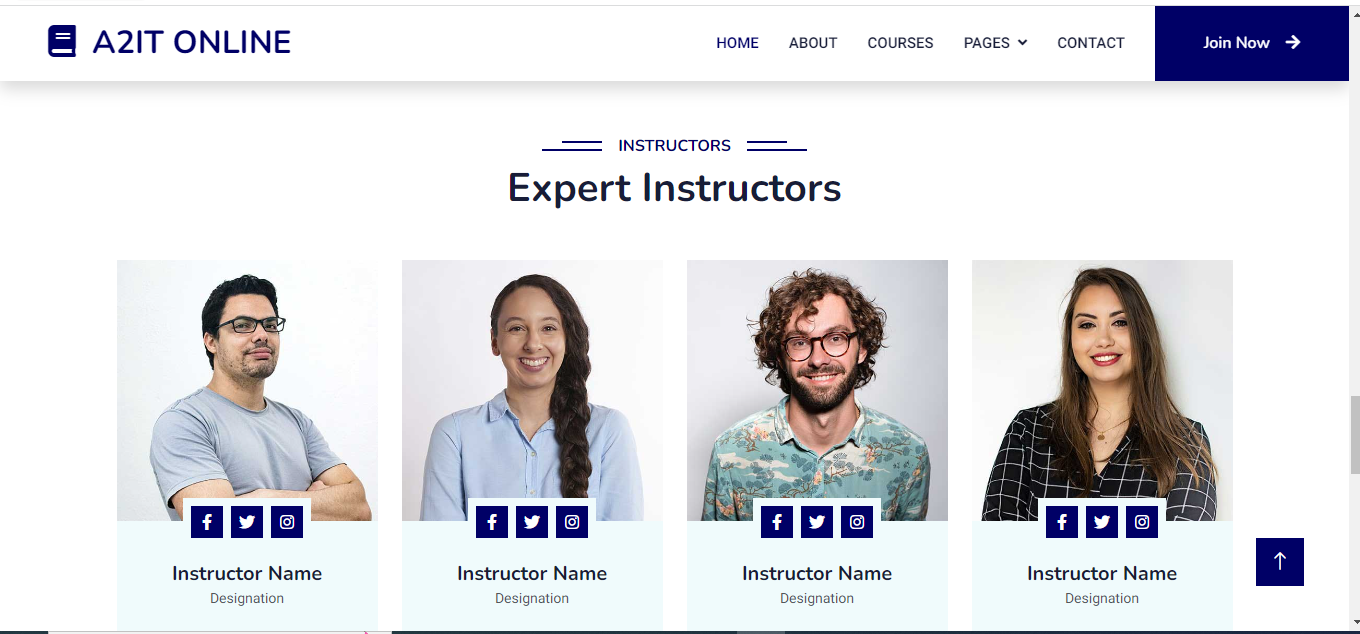 A2IT ONLINE
HOME ABOUT COURSES PAGES CONTACT Join Now
INSTRUCTORS
Expert Instructors
Instructor Name Instructor Name Instructor Name Instructor Name
Designation Designation Designation Designation